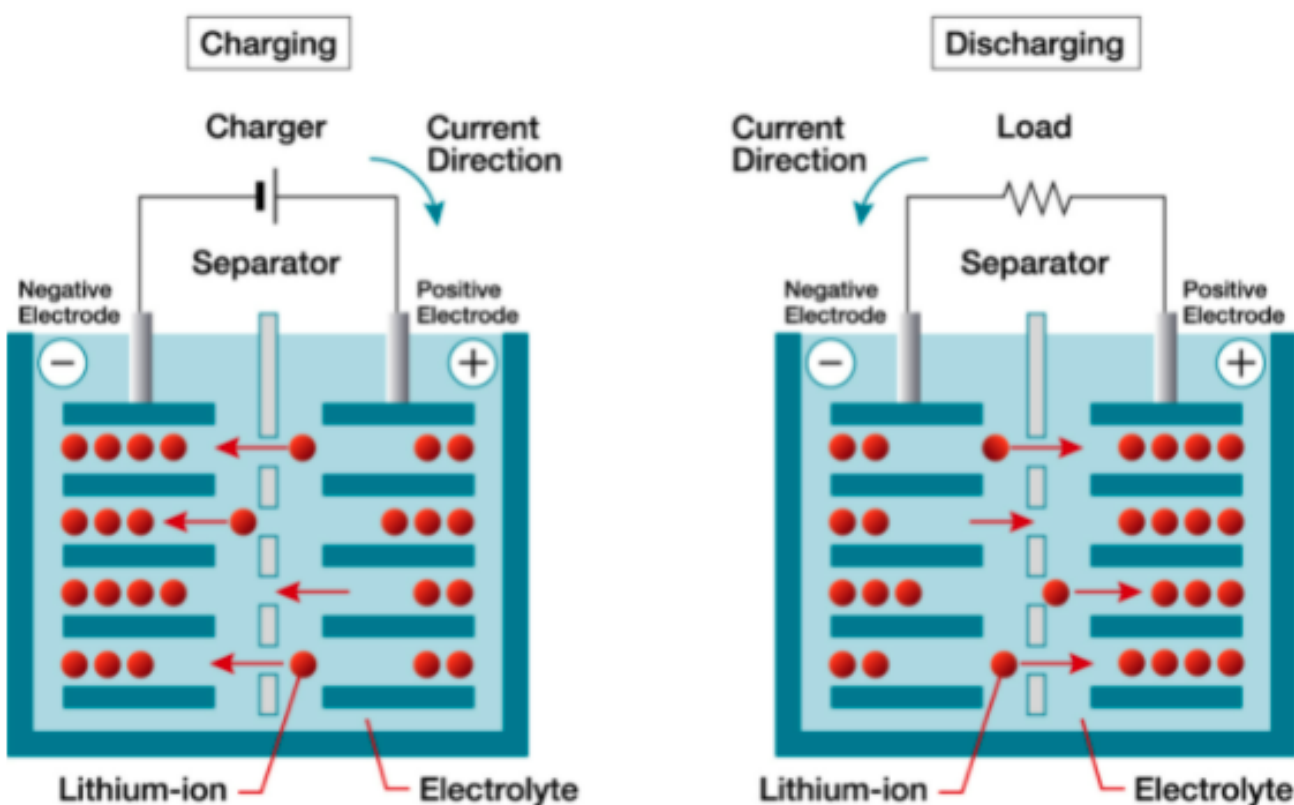 Charging
Charger
Current
Direction
Separator
Negative
Electrode
Positive
Electrode
−
+
Lithium-ion
Electrolyte
Discharging
Current
Direction
Load
Separator
Negative
Electrode
Positive
Electrode
−
+
Lithium-ion
Electrolyte